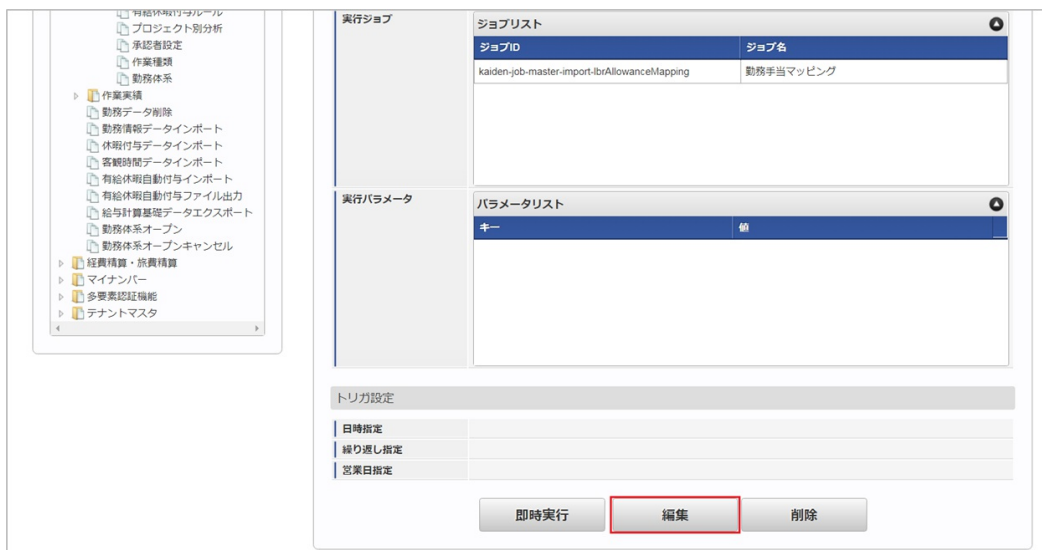 有給休暇付与ルール
プロジェクト別分析
承認者設定
作業種類
勤務体系
作業実績
勤務データ削除
勤務情報データインポート
休暇付与データインポート
客観時間データインポート
有給休暇自動付与インポート
有給休暇自動付与ファイル出力
給与計算基礎データエクスポート
勤務体系オープン
勤務体系オープンキャンセル
経費精算・旅費精算
マイナンバー
多要素認証機能
テナントマスタ
実行ジョブ
ジョブリスト
ジョブID ジョブ名
kaiden-job-master-import-lbrAllowanceMapping 勤務手当マッピング
実行パラメータ
パラメータリスト
キー 値
トリガ設定
日時指定
繰り返し指定
営業日指定
即時実行 編集 削除